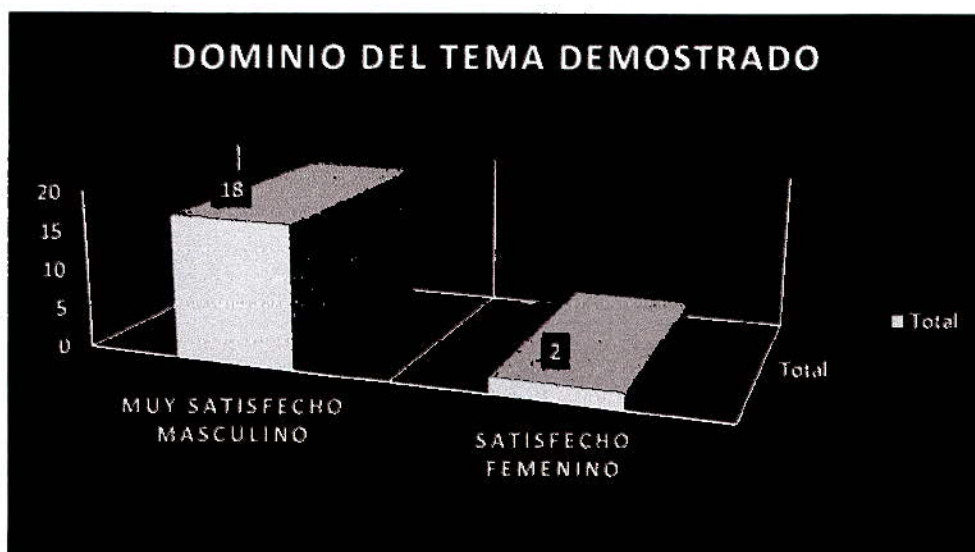 DOMINIO DEL TEMA DEMOSTRADO
18
20
15
10
5
0
2
Total
Total
MUY SATISFECHO
MASCULINO
SATISFECHO
FEMENINO